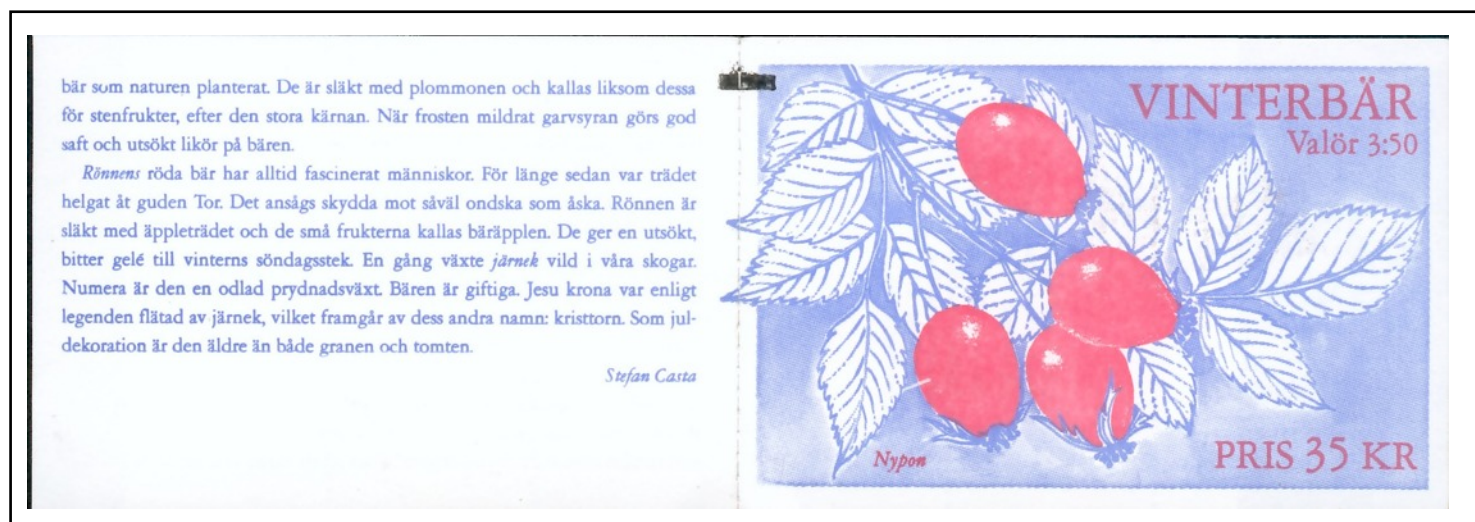 bär som naturen planterat. De är släkt med plommonen och kallas liksom dessa
för stenfrukter, efter den stora kärnan. När frosten mildrat garvsyran görs god
saft och utsökt likör på bären.
Rönnens röda bär har alltid fascinerat människor. För länge sedan var trädet
helgat åt guden Tor. Det ansågs skydda mot såväl ondska som åska. Rönnen är
släkt med äppleträdet och de små frukterna kallas bäräpplen. De ger en utsökt,
bitter gelé till vinterns söndagsstek. En gång växte järnek vild i våra skogar.
Numera är den en odlad prydnadsväxt. Bären är giftiga. Jesu krona var enligt
legenden flätad av järnek, vilket framgår av dess andra namn: kristtorn. Som jul-
dekoration är den äldre än både granen och tomten.
Stefan Casta
VINTERBÄR
Valör 3:50
Nypon
PRIS 35 KR